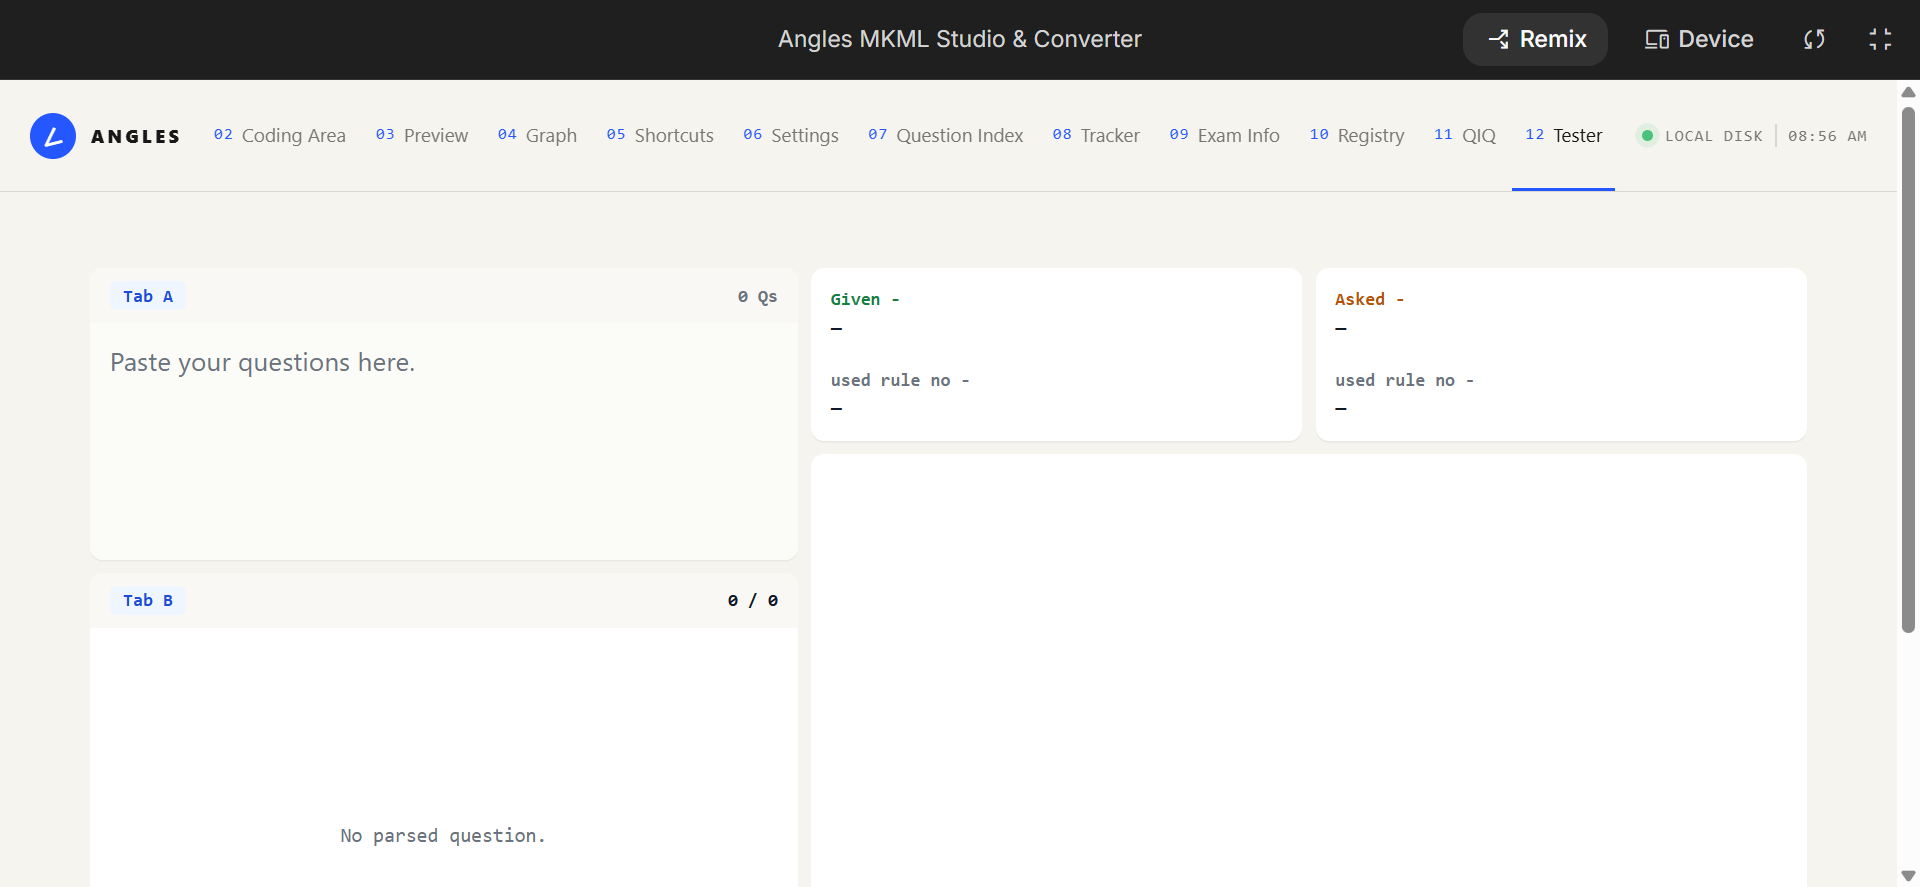 Angles MKML Studio & Converter
Remix
Device
ANGLES
02 Coding Area
03 Preview
04 Graph
05 Shortcuts
06 Settings
07 Question Index
08 Tracker
09 Exam Info
10 Registry
11 QIQ
12 Tester
LOCAL DISK
08:56 AM
Tab A
0 Qs
Paste your questions here.
Tab B
0 / 0
No parsed question.
Given -
—
used rule no -
—
Asked -
—
used rule no -
—